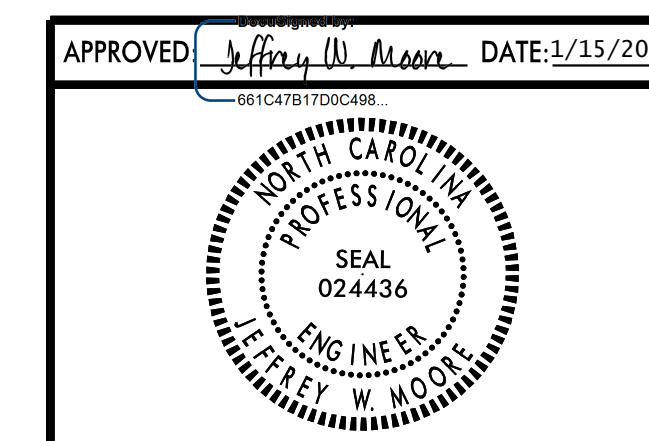 DocuSigned by:
APPROVED: Jeffrey W. Moore DATE: 1/15/20
661C47B17D0C498...
NORTH CAROLINA
PROFESSIONAL
SEAL
024436
ENGINEER
JEFFREY W. MOORE